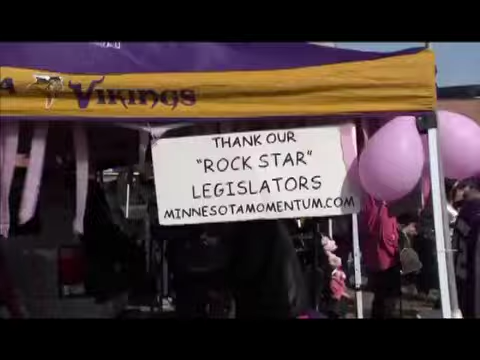 A VIKINGS
THANK OUR
"ROCK STAR"
LEGISLATORS
MINNESOTAMOMENTUM.COM